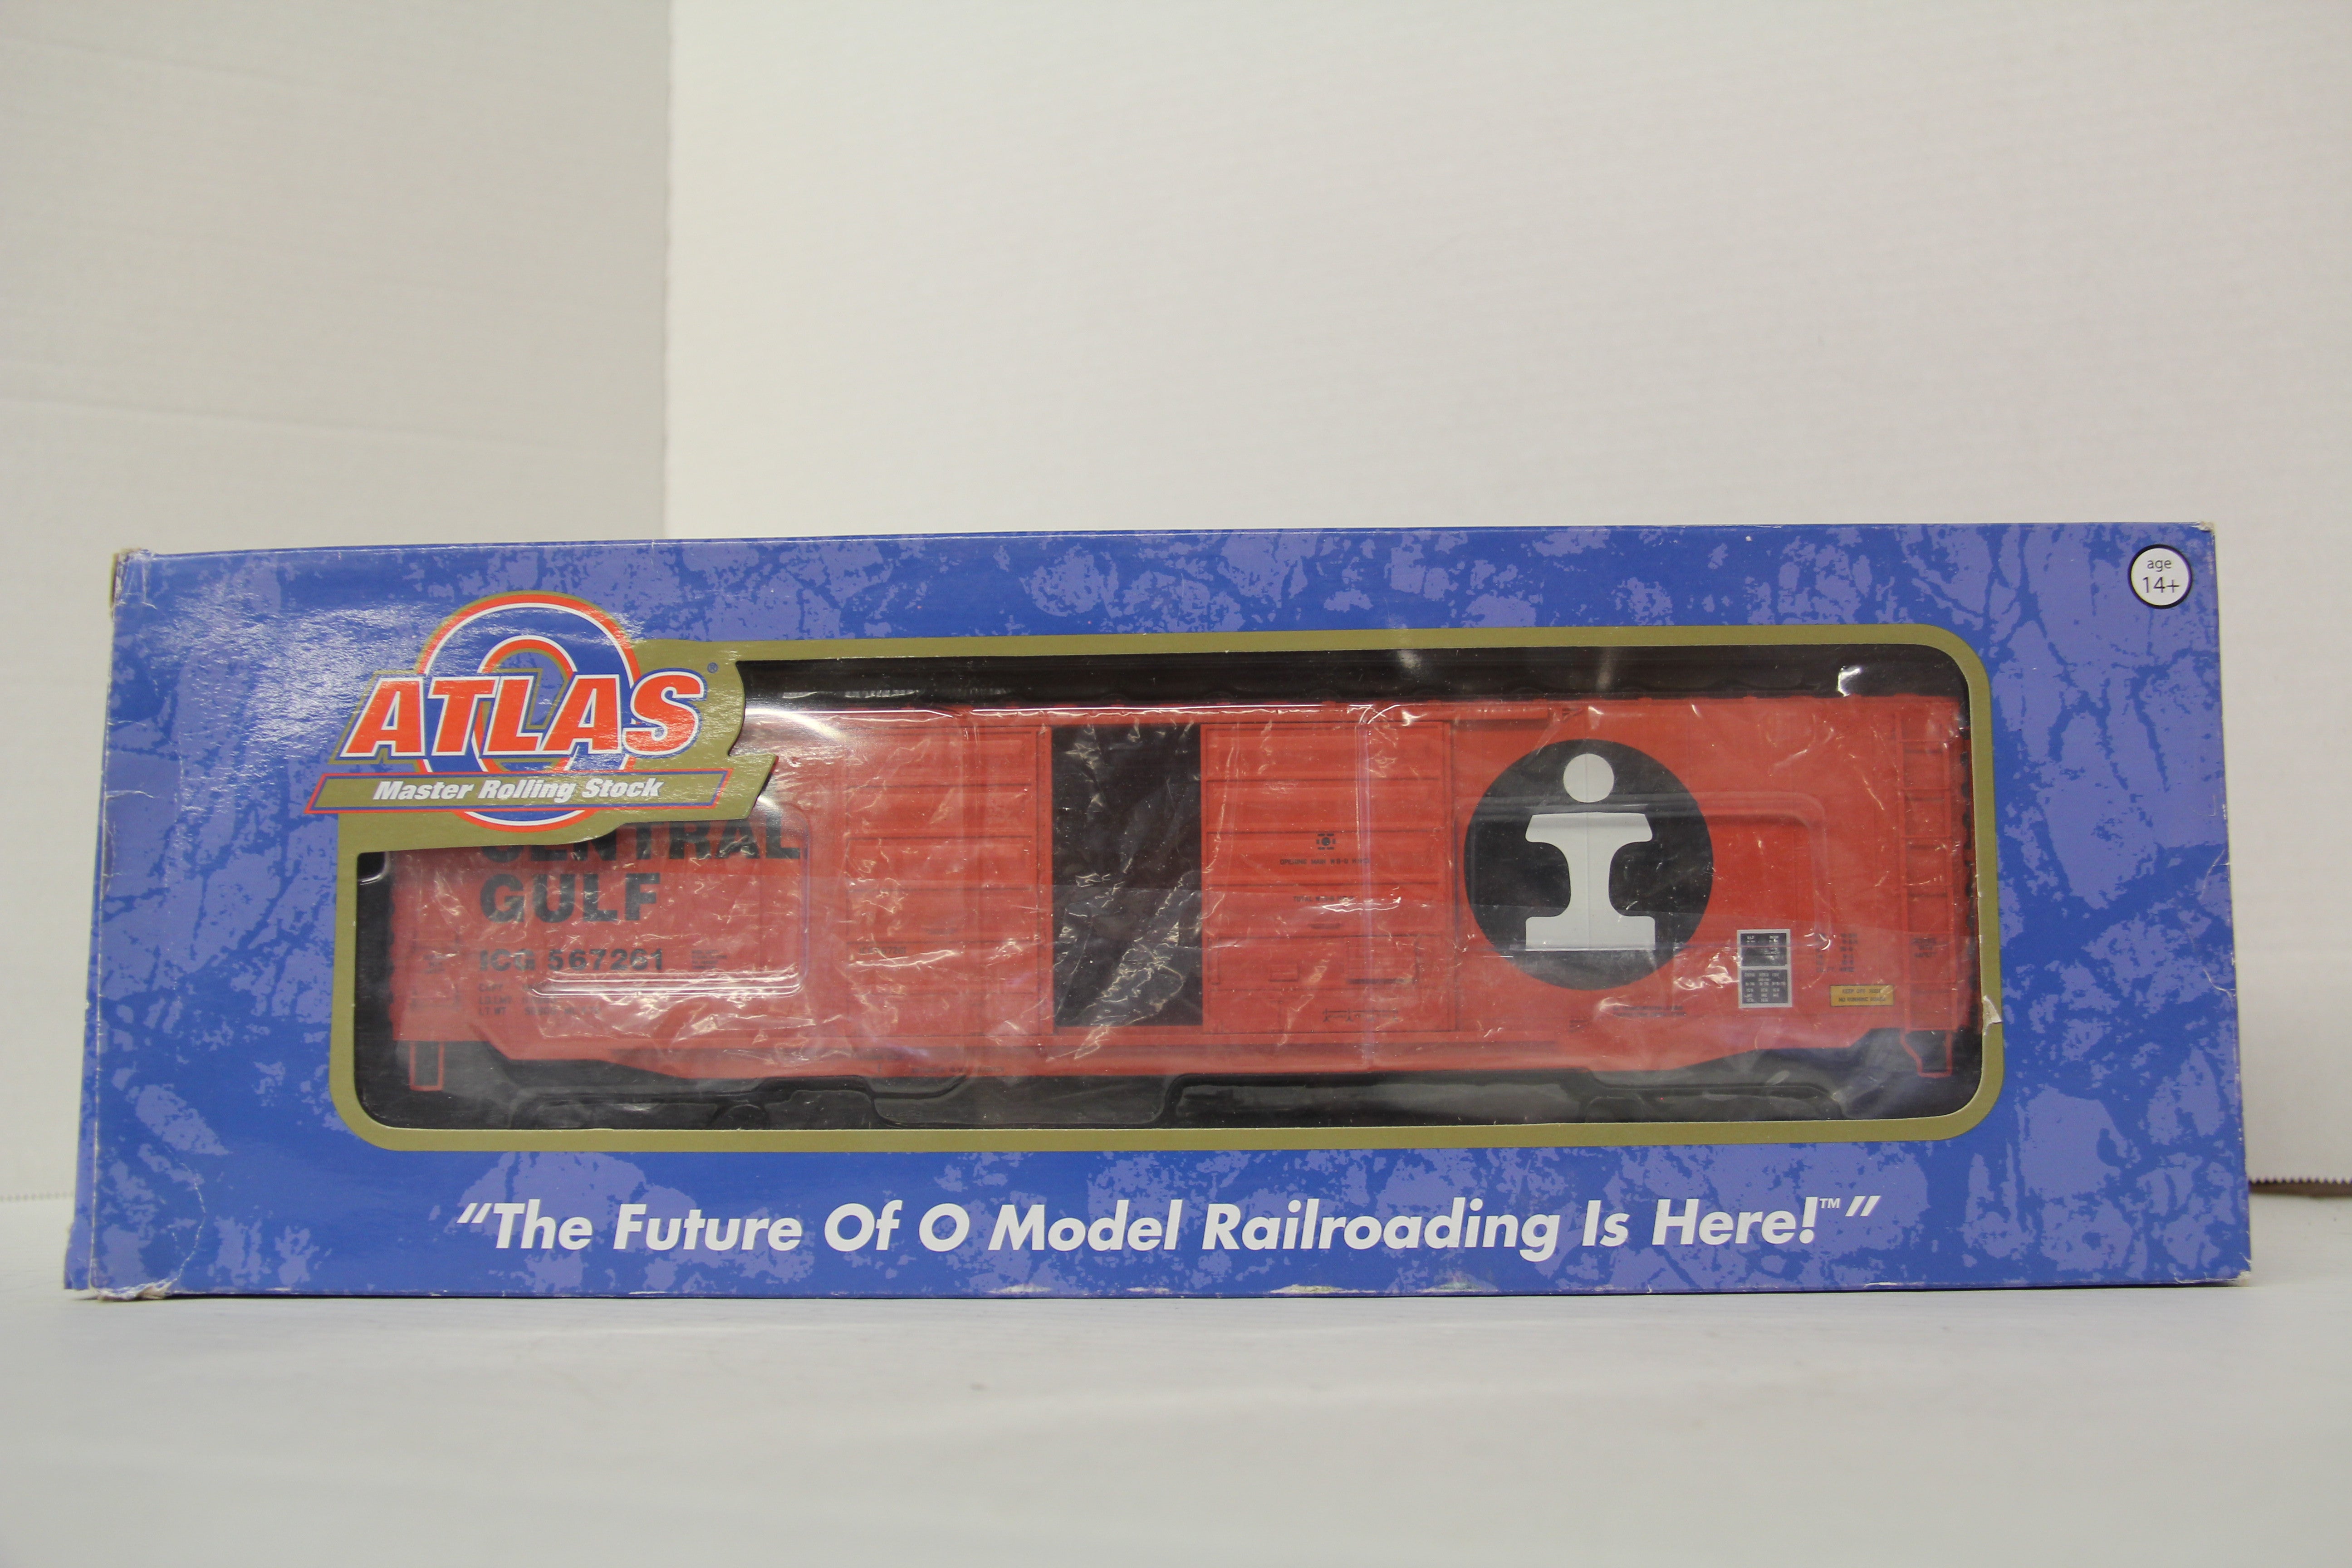 age
14+
ATLAS®
Master Rolling Stock
CENTRAL
GULF
ICG 567261
i
"The Future Of O Model Railroading Is Here!™"